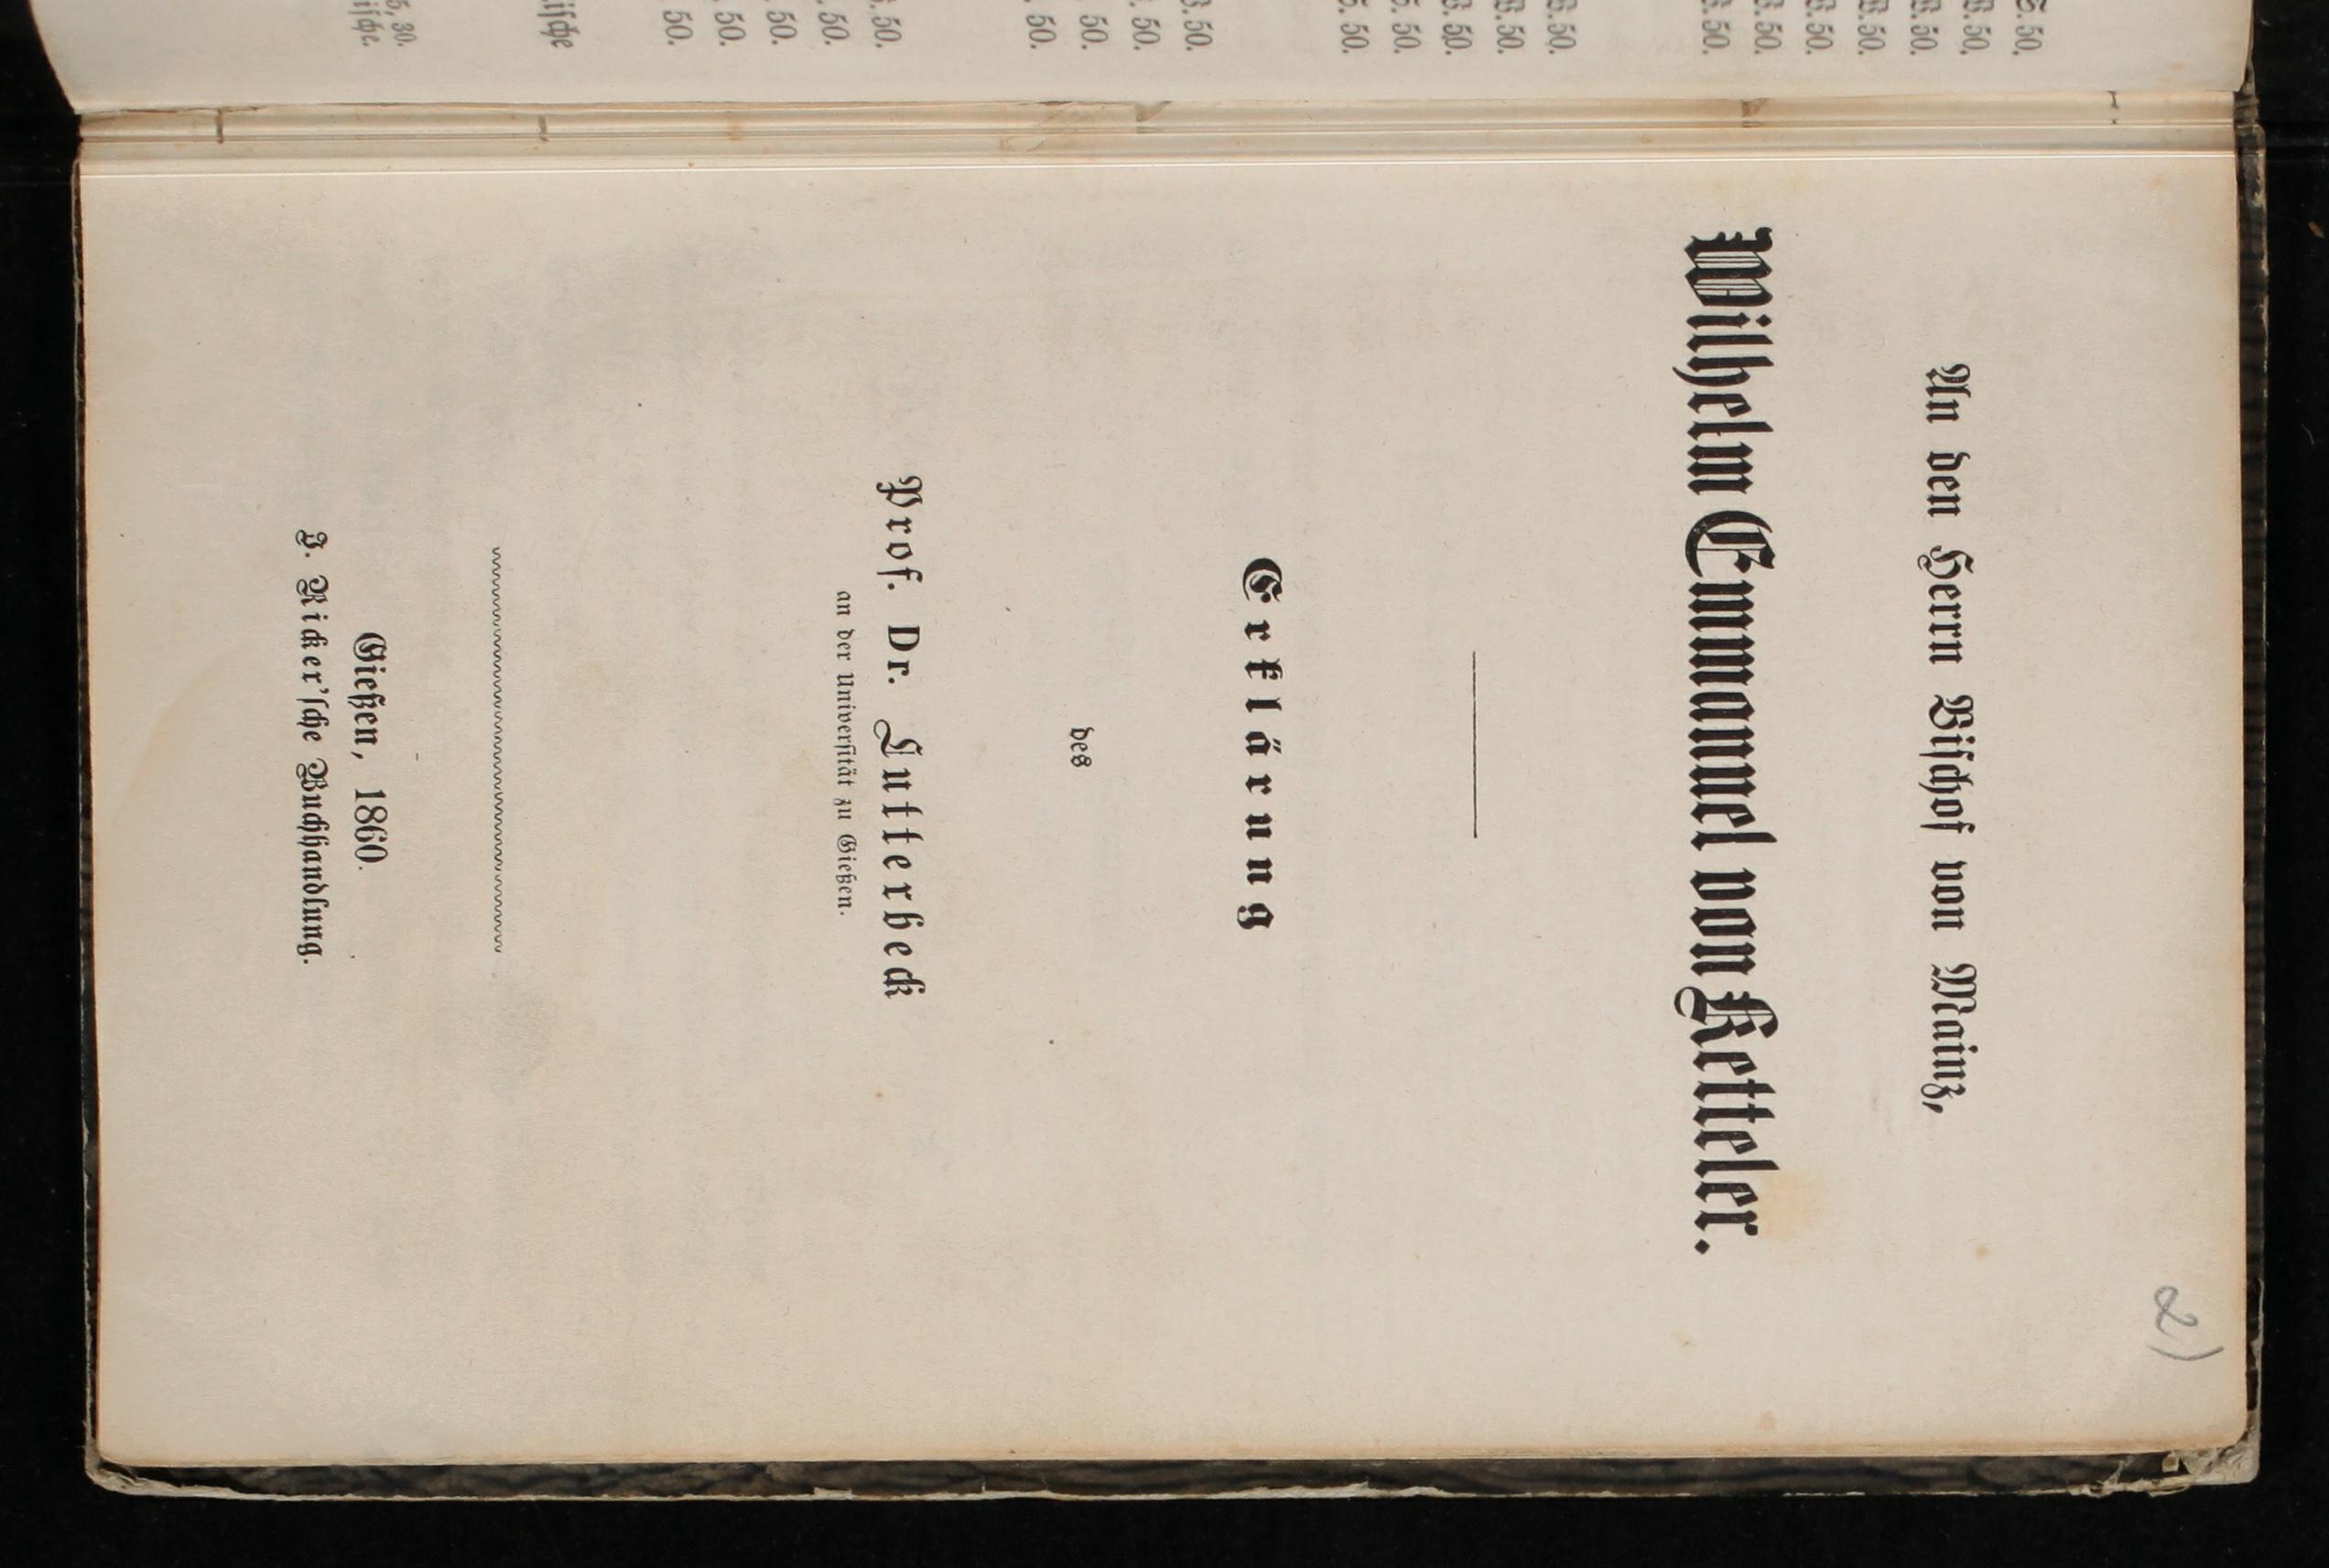 2)
An den Herrn Bischof von Mainz,
Wilhelm Emmanuel von Ketteler.
Erklärung
des
Prof. Dr. Lutterbeck
an der Universität zu Gießen.
Gießen, 1860.
J. Ricker'sche Buchhandlung.